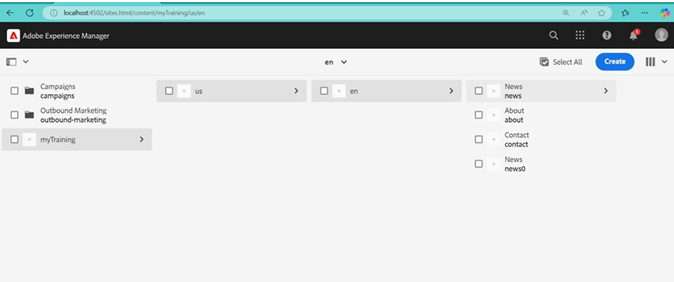 localhost:4502/sites.html/content/myTraining/us/en
Adobe Experience Manager
en
Select All
Create
Campaigns
campaigns
Outbound Marketing
outbound-marketing
myTraining
us
en
News
news
About
about
Contact
contact
News
news0